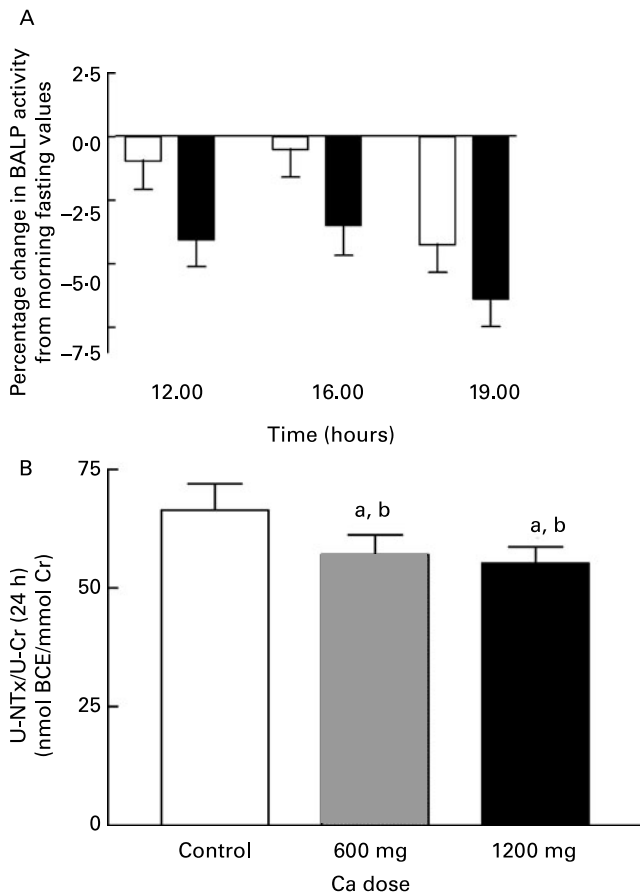 A
Percentage change in BALP activity
from morning fasting values
2·5
0·0
–2·5
–5·0
–7·5
12.00 16.00 19.00
Time (hours)
B
U-NTx/U-Cr (24 h)
(nmol BCE/mmol Cr)
75
50
25
0
a, b a, b
Control 600 mg 1200 mg
Ca dose